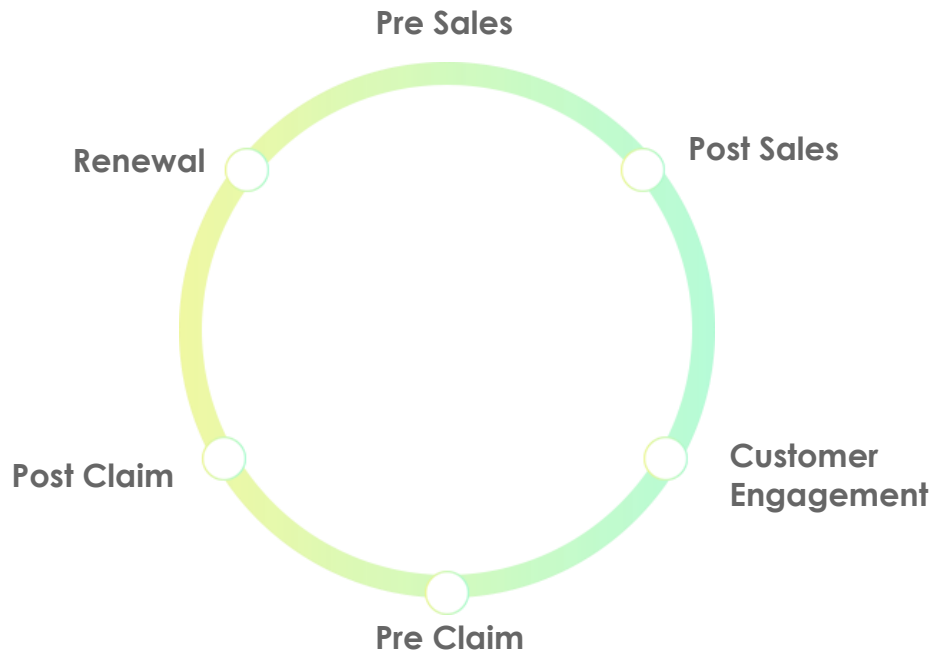 Pre Sales
Post Sales
Renewal
Customer
Engagement
Post Claim
Pre Claim